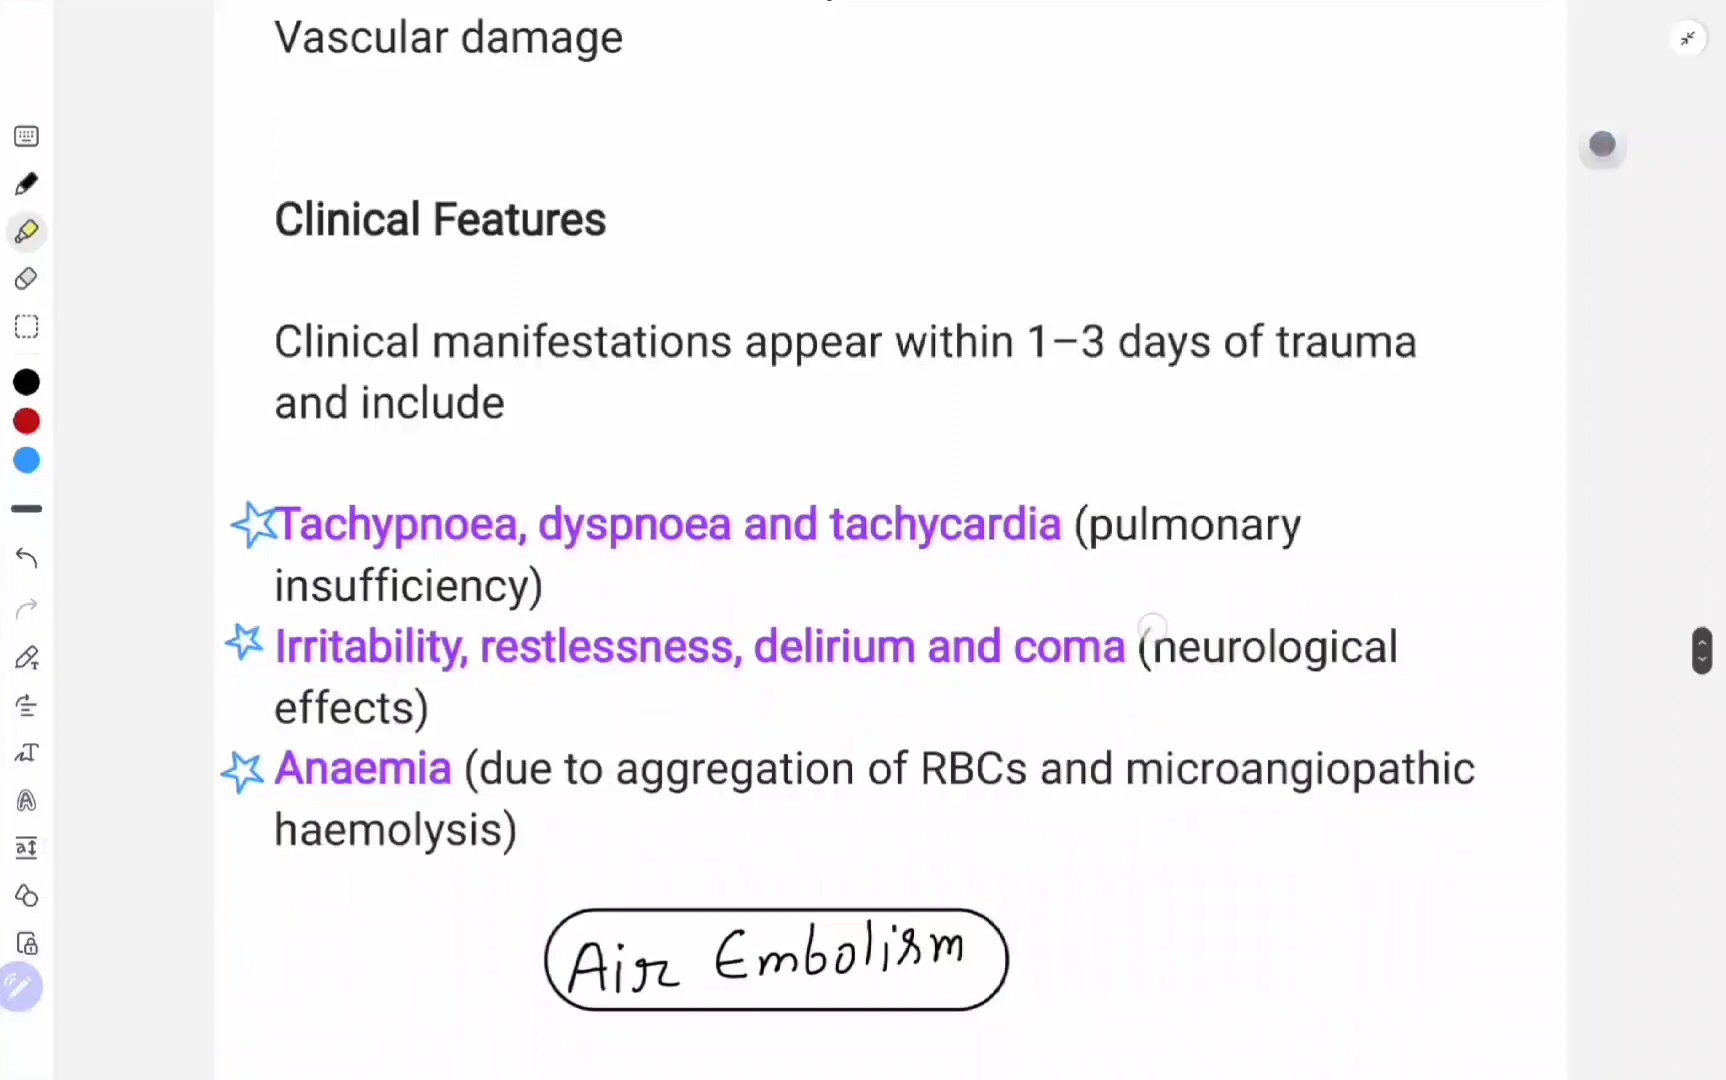 Vascular damage
Clinical Features
Clinical manifestations appear within 1–3 days of trauma
and include
Tachypnoea, dyspnoea and tachycardia (pulmonary
insufficiency)
Irritability, restlessness, delirium and coma (neurological
effects)
Anaemia (due to aggregation of RBCs and microangiopathic
haemolysis)
Air Embolism